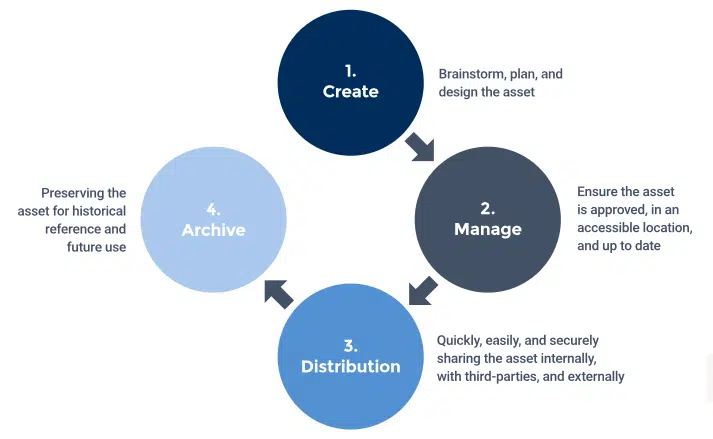 1.
Create
Brainstorm, plan, and
design the asset
2.
Manage
Ensure the asset
is approved, in an
accessible location,
and up to date
3.
Distribution
Quickly, easily, and securely
sharing the asset internally,
with third-parties, and externally
4.
Archive
Preserving the
asset for historical
reference and
future use